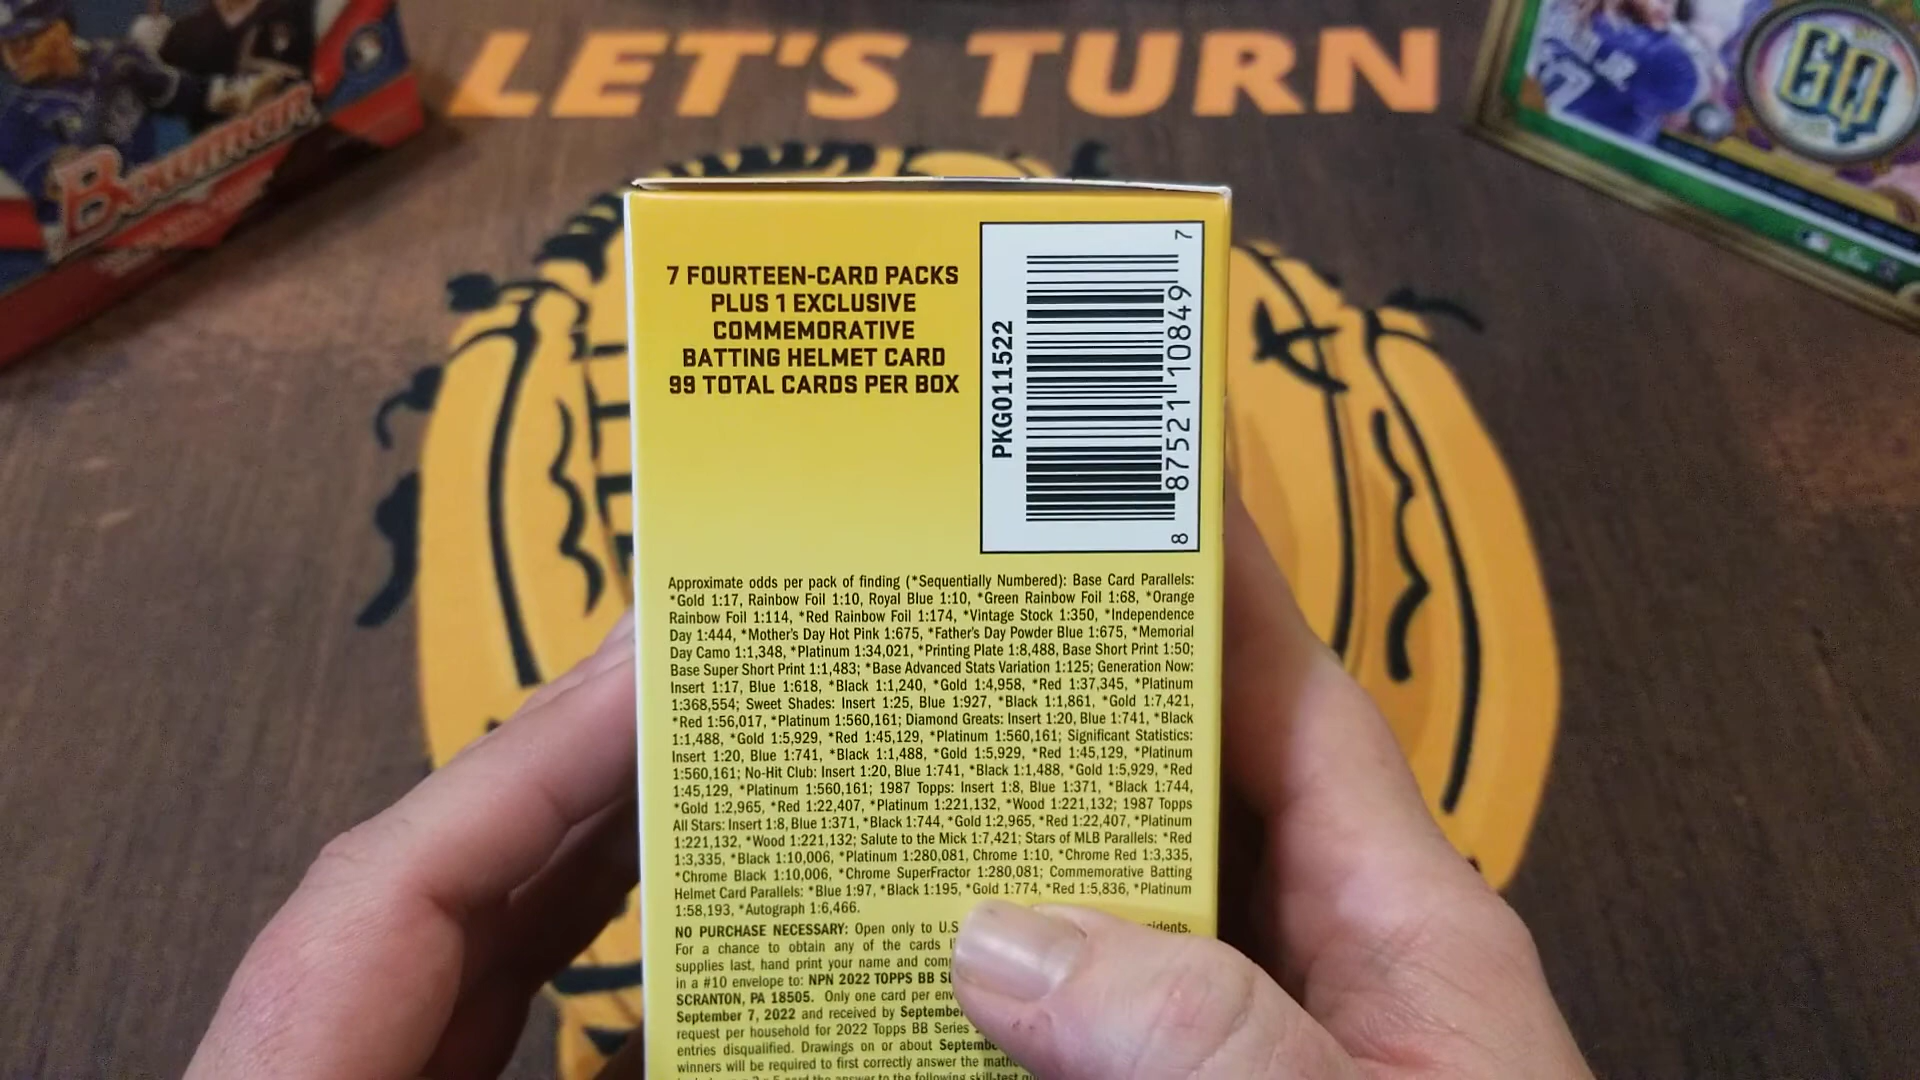 LET'S TURN
Bowman
GQ
7 FOURTEEN-CARD PACKS
PLUS 1 EXCLUSIVE
COMMEMORATIVE
BATTING HELMET CARD
99 TOTAL CARDS PER BOX
PKG011522
8 87521 10849 7
Approximate odds per pack of finding (*Sequentially Numbered): Base Card Parallels:
*Gold 1:17, Rainbow Foil 1:10, Royal Blue 1:10, *Green Rainbow Foil 1:68, *Orange
Rainbow Foil 1:114, *Red Rainbow Foil 1:174, *Vintage Stock 1:350, *Independence
Day 1:444, *Mother's Day Hot Pink 1:675, *Father's Day Powder Blue 1:675, *Memorial
Day Camo 1:1,348, *Platinum 1:34,021, *Printing Plate 1:8,488, Base Short Print 1:50;
Base Super Short Print 1:1,483; *Base Advanced Stats Variation 1:125; Generation Now:
Insert 1:17, Blue 1:618, *Black 1:1,240, *Gold 1:4,958, *Red 1:37,345, *Platinum
1:368,554; Sweet Shades: Insert 1:25, Blue 1:927, *Black 1:1,861, *Gold 1:7,421,
*Red 1:56,017, *Platinum 1:560,161; Diamond Greats: Insert 1:20, Blue 1:741, *Black
1:1,488, *Gold 1:5,929, *Red 1:45,129, *Platinum 1:560,161; Significant Statistics:
Insert 1:20, Blue 1:741, *Black 1:1,488, *Gold 1:5,929, *Red 1:45,129, *Platinum
1:560,161; No-Hit Club: Insert 1:20, Blue 1:741, *Black 1:1,488, *Gold 1:5,929, *Red
1:45,129, *Platinum 1:560,161; 1987 Topps: Insert 1:8, Blue 1:371, *Black 1:744,
*Gold 1:2,965, *Red 1:22,407, *Platinum 1:221,132, *Wood 1:221,132; 1987 Topps
All Stars: Insert 1:8, Blue 1:371, *Black 1:744, *Gold 1:2,965, *Red 1:22,407, *Platinum
1:221,132, *Wood 1:221,132; Salute to the Mick 1:7,421; Stars of MLB Parallels: *Red
1:3,335, *Black 1:10,006, *Platinum 1:280,081, Chrome 1:10, *Chrome Red 1:3,335,
*Chrome Black 1:10,006, *Chrome SuperFractor 1:280,081; Commemorative Batting
Helmet Card Parallels: *Blue 1:97, *Black 1:195, *Gold 1:774, *Red 1:5,836, *Platinum
1:58,193, *Autograph 1:6,466.
NO PURCHASE NECESSARY: Open only to U.S
For a chance to obtain any of the cards
supplies last, hand print your name and
in a #10 envelope to: NPN 2022 TOPPS BB
SCRANTON, PA 18505. Only one card per
September 7, 2022 and received by September
request per household for 2022 Topps BB Series
entries disqualified. Drawings on or about
winners will be required to first correctly answer the
card the answer to the following